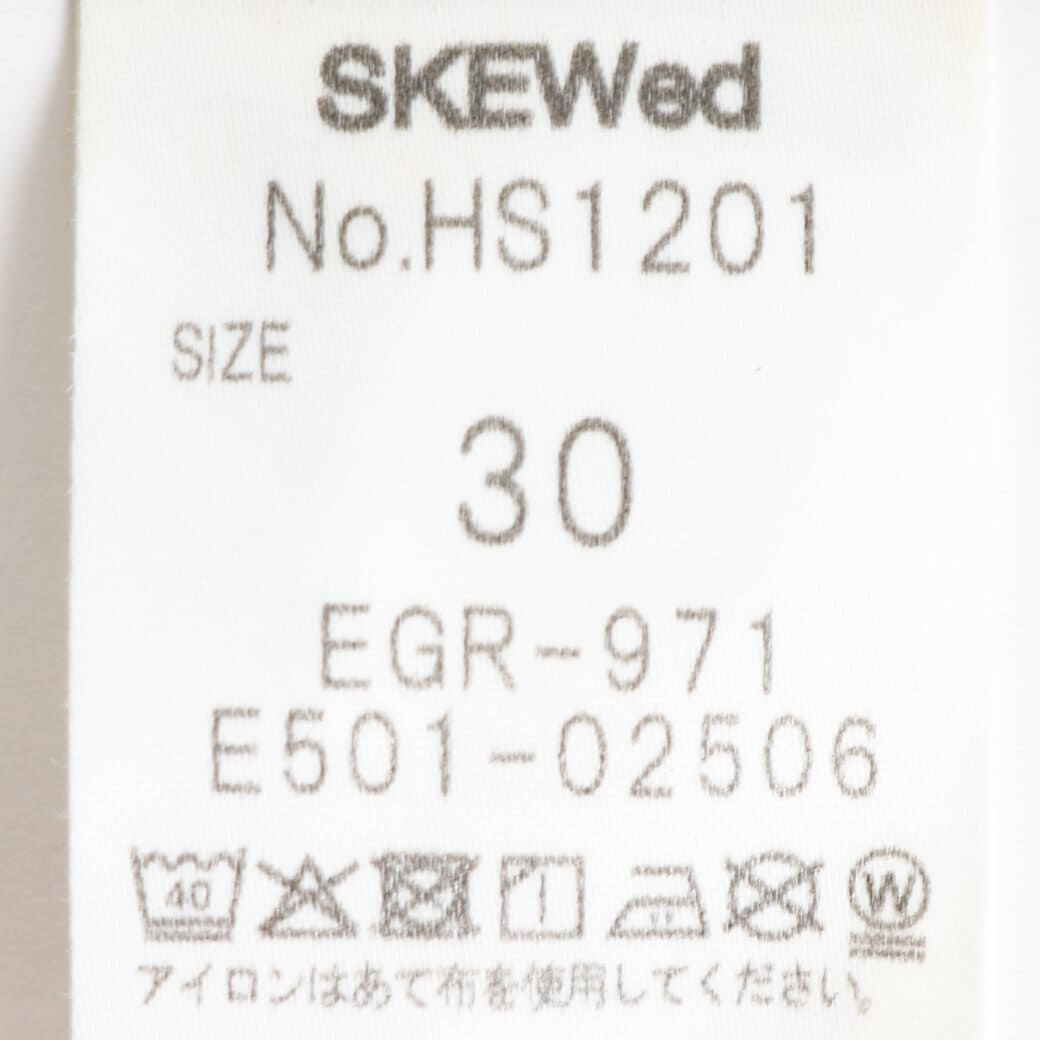 SKEWed
No.HS1201
SIZE
30
EGR-971
E501-02506
40 W
アイロンはあて布を使用してください。